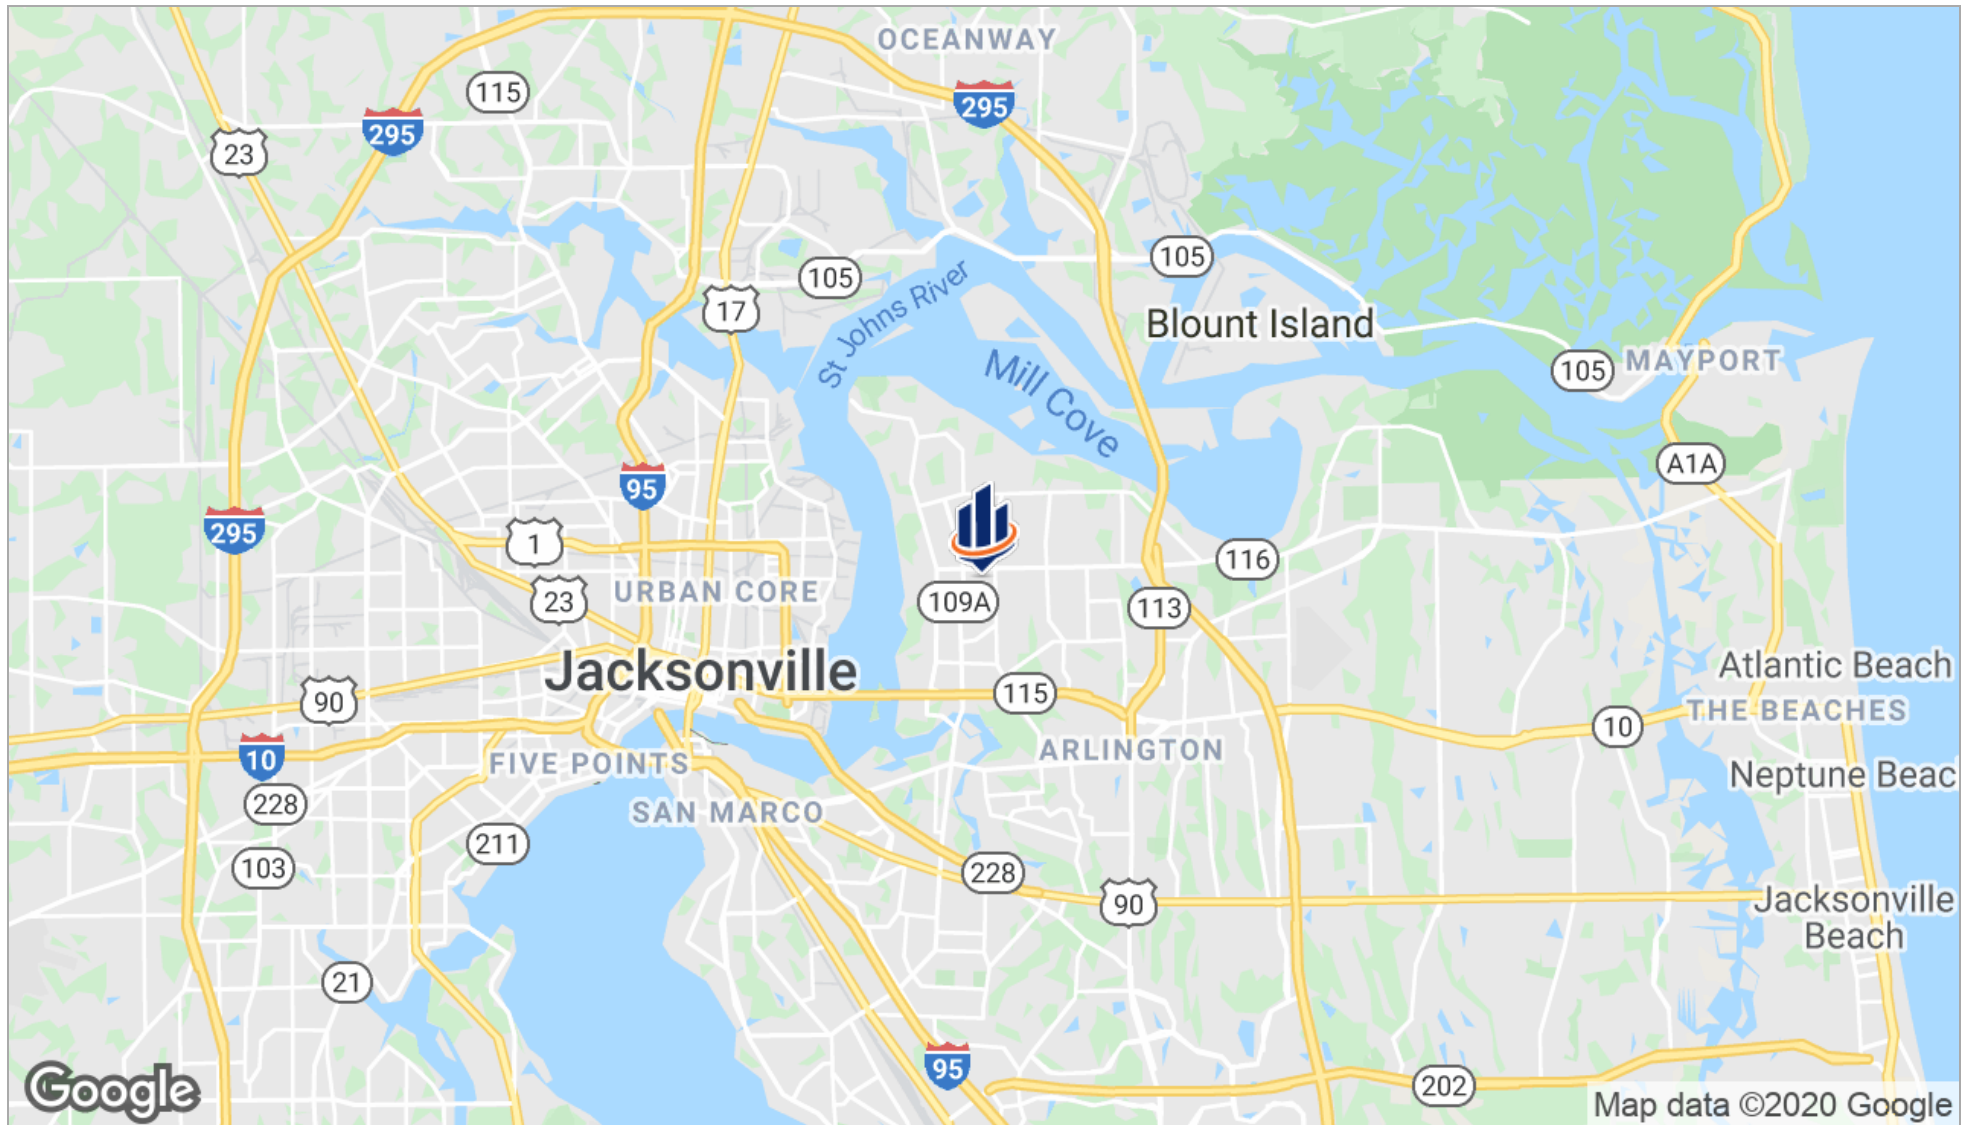 OCEANWAY
115
295
295
23
105
105
17
St Johns River
Blount Island
Mill Cove
105
MAYPORT
A1A
95
295
1
116
URBAN CORE
23
109A
113
Jacksonville
Atlantic Beach
90
115
THE BEACHES
10
ARLINGTON
10
FIVE POINTS
Neptune Beac
228
SAN MARCO
211
103
228
90
Jacksonville
Beach
21
95
202
Google
Map data ©2020 Google